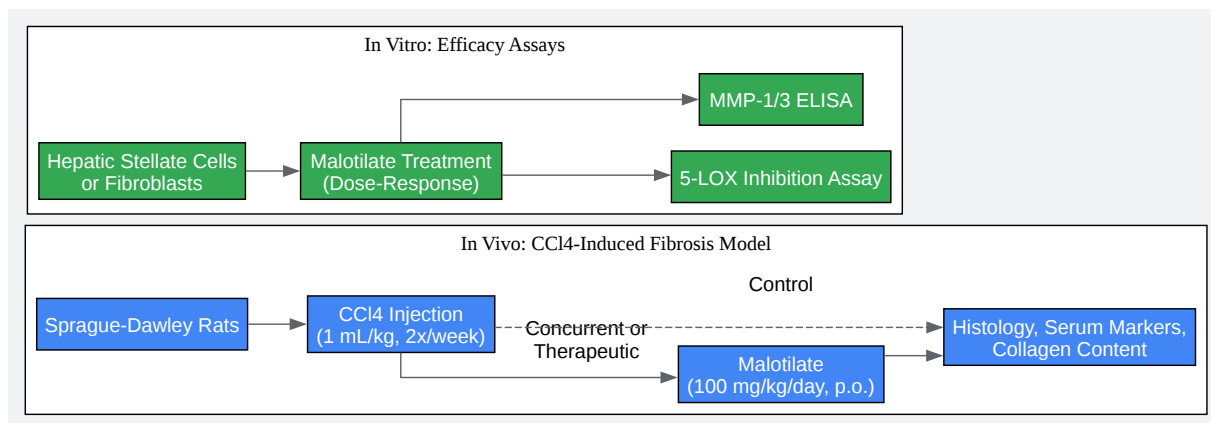 In Vitro: Efficacy Assays
MMP-1/3 ELISA
Hepatic Stellate Cells
or Fibroblasts
Malotilate Treatment
(Dose-Response)
5-LOX Inhibition Assay
In Vivo: CCl4-Induced Fibrosis Model
Control
Sprague-Dawley Rats
CCl4 Injection
(1 mL/kg, 2x/week)
Concurrent or
Therapeutic
Malotilate
(100 mg/kg/day, p.o.)
Histology, Serum Markers,
Collagen Content